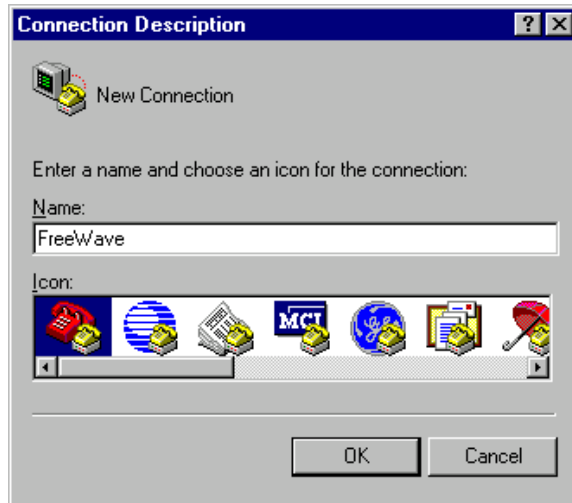 Connection Description
New Connection
Enter a name and choose an icon for the connection:
Name:
FreeWave
Icon:
MCI
OK Cancel